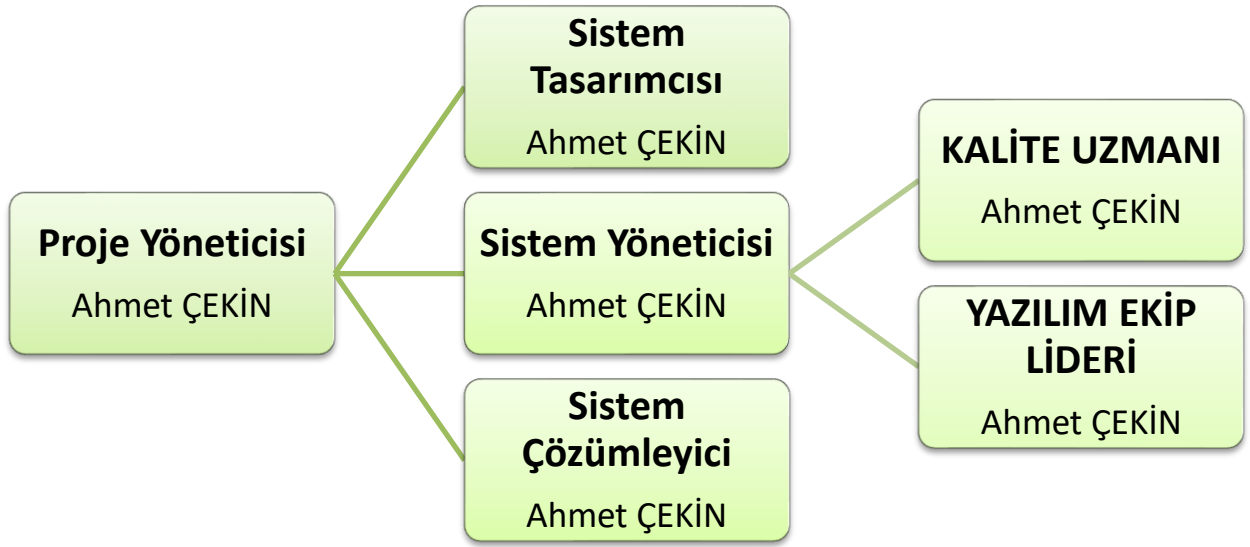 Proje Yöneticisi
Ahmet ÇEKİN
Sistem
Tasarımcısı
Ahmet ÇEKİN
Sistem Yöneticisi
Ahmet ÇEKİN
Sistem
Çözümleyici
Ahmet ÇEKİN
KALİTE UZMANI
Ahmet ÇEKİN
YAZILIM EKİP
LİDERİ
Ahmet ÇEKİN